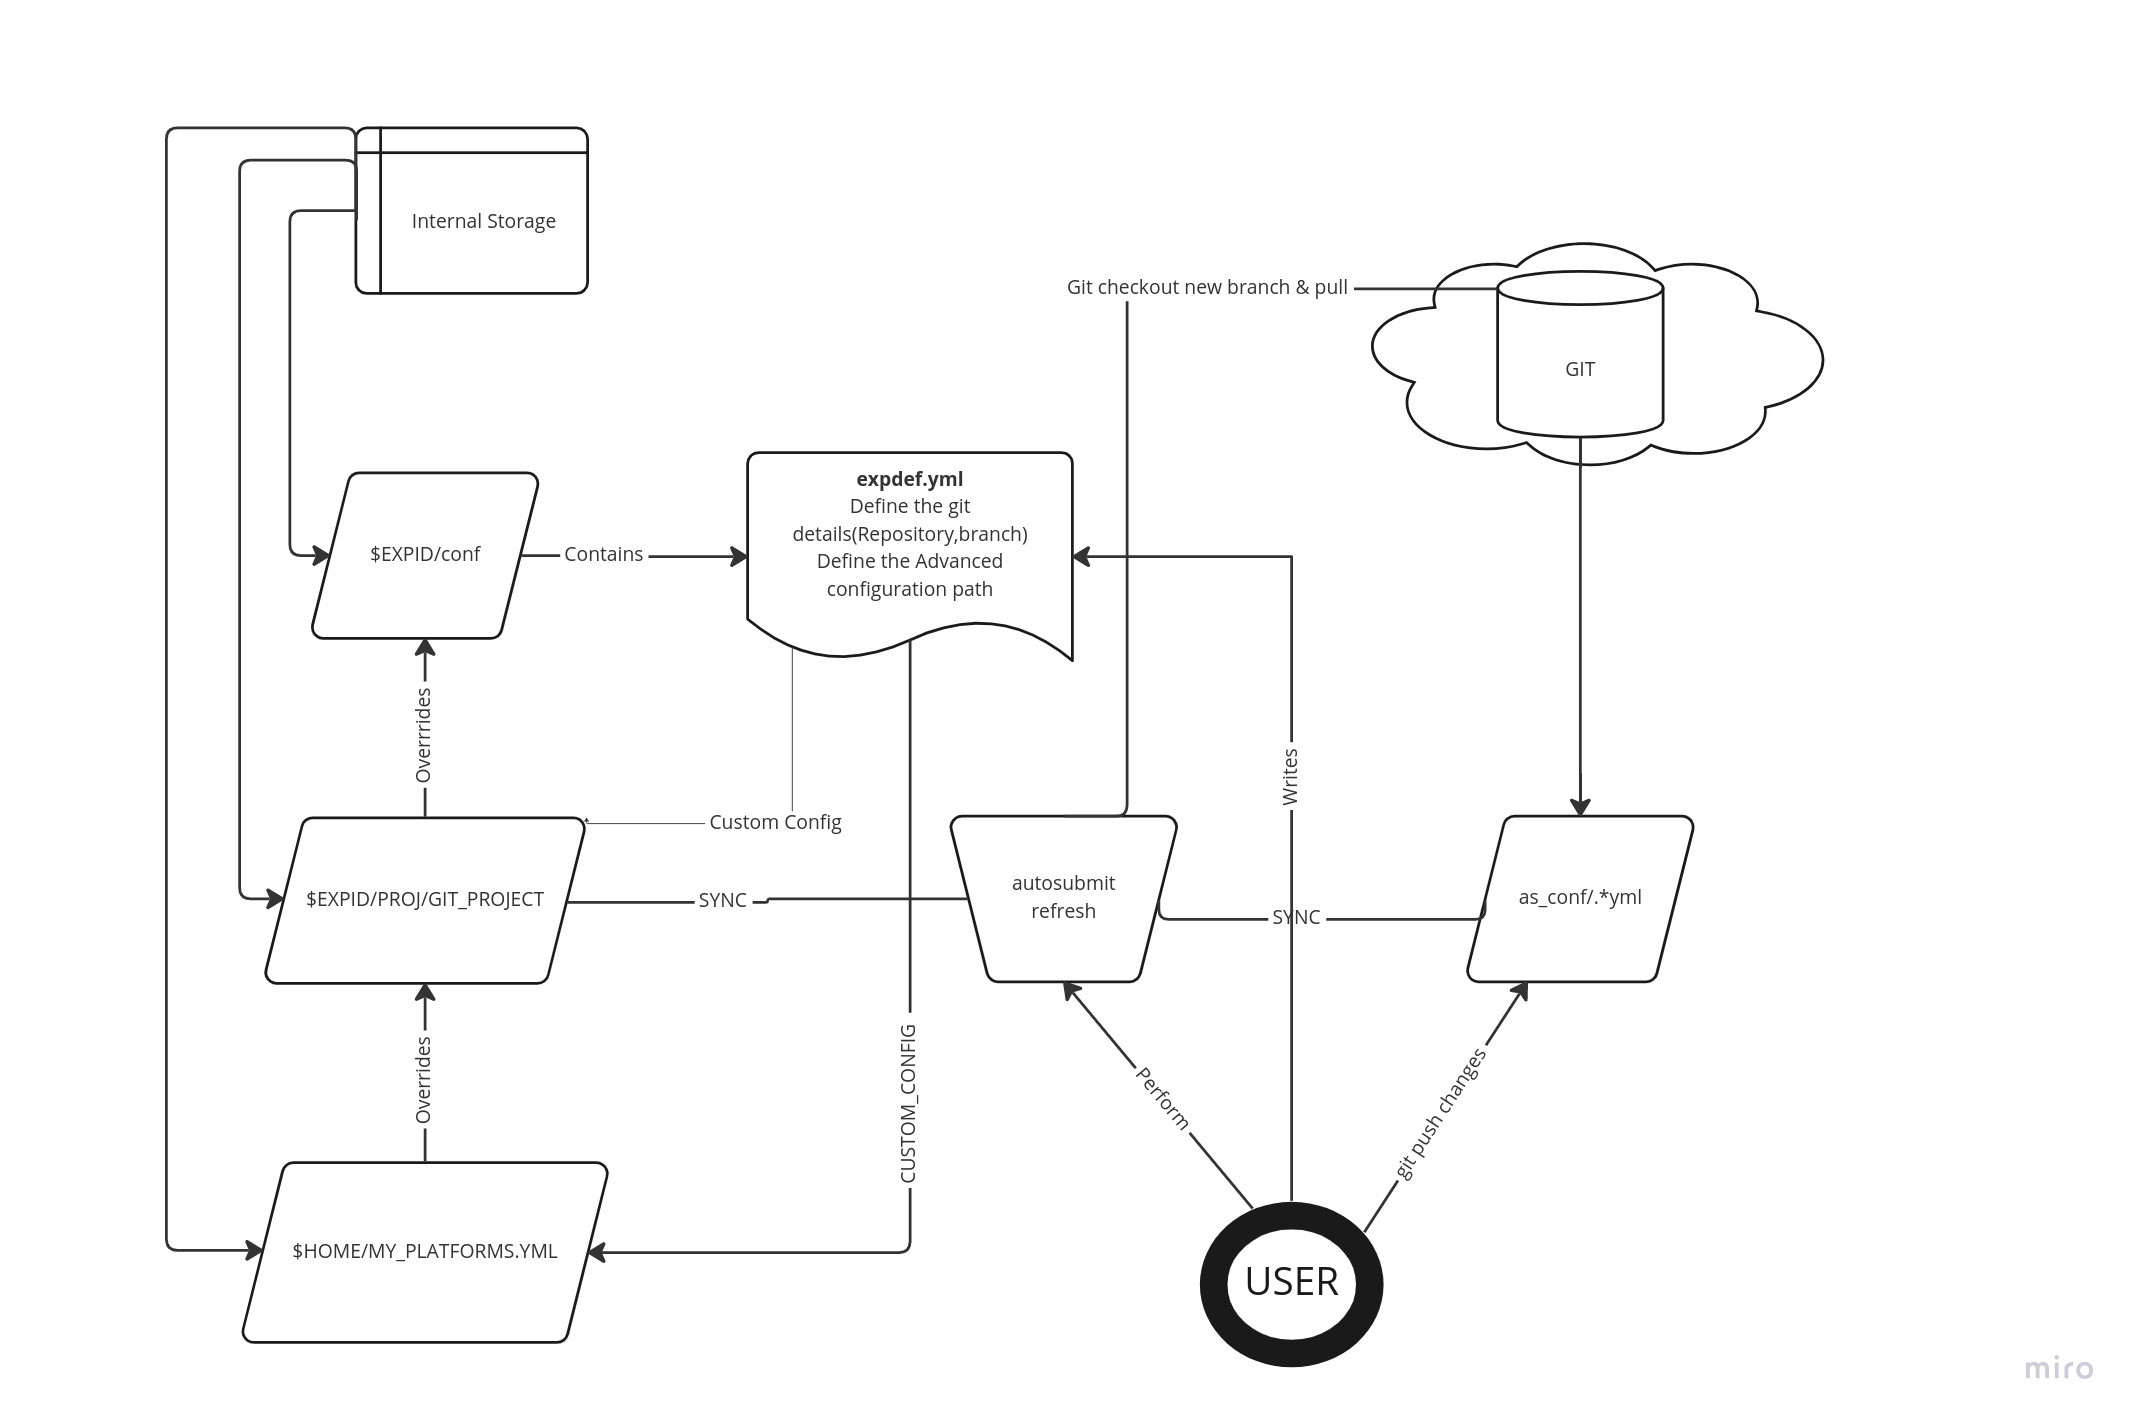 Internal Storage
Git checkout new branch & pull
GIT
expdef.yml
Define the git
details(Repository,branch)
Define the Advanced
configuration path
$EXPID/conf
Contains
Overrrides
Writes
Custom Config
autosubmit
refresh
$EXPID/PROJ/GIT_PROJECT
SYNC
SYNC
as_conf/.*yml
Overrides
CUSTOM_CONFIG
Perform
git push changes
$HOME/MY_PLATFORMS.YML
USER
miro